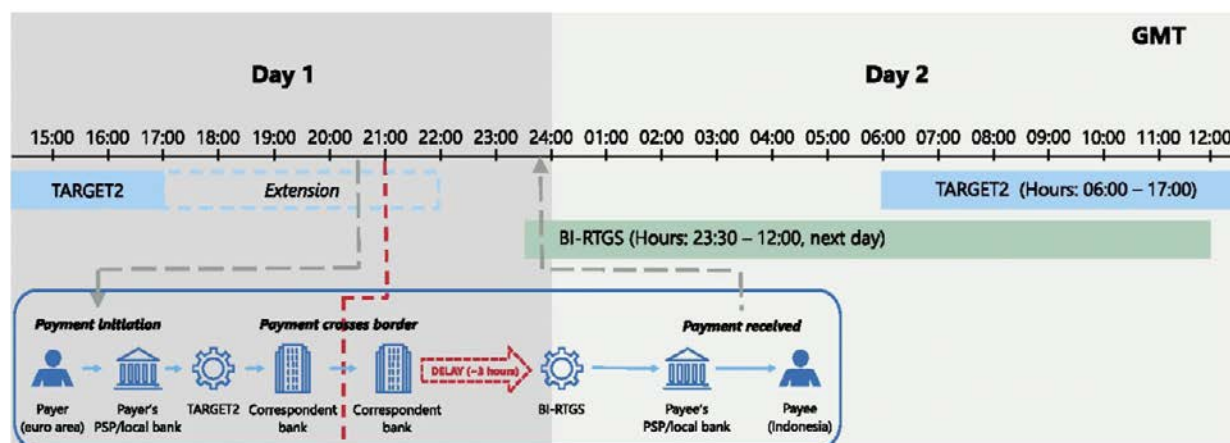 GMT
Day 1
Day 2
15:00 16:00 17:00 18:00 19:00 20:00 21:00 22:00 23:00 24:00 01:00 02:00 03:00 04:00 05:00 06:00 07:00 08:00 09:00 10:00 11:00 12:00
TARGET2
Extension
TARGET2 (Hours: 06:00 – 17:00)
BI-RTGS (Hours: 23:30 – 12:00, next day)
Payment initiation
Payment crosses border
Payment received
DELAY (~3 hours)
Payer
(euro area)
Payer's
PSP/local bank
TARGET2
Correspondent
bank
Correspondent
bank
BI-RTGS
Payee's
PSP/local bank
Payee
(Indonesia)